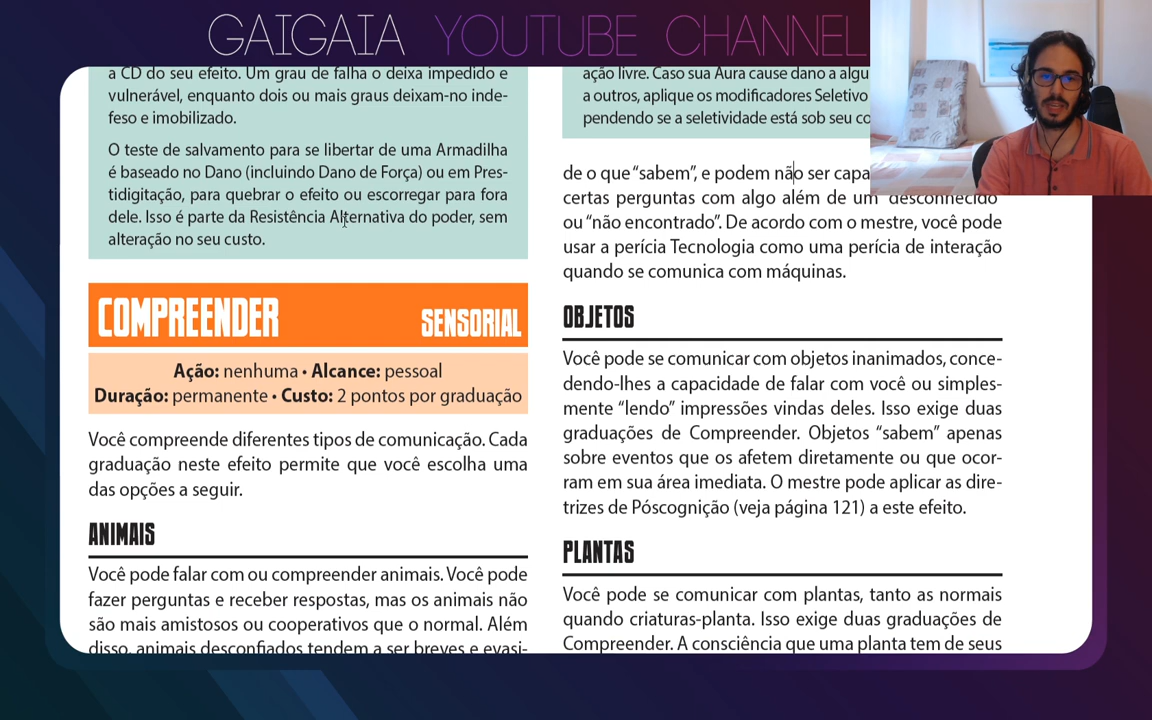 GAIGAIA YOUTUBE CHANNEL
a CD do seu efeito. Um grau de falha o deixa impedido e
vulnerável, enquanto dois ou mais graus deixam-no inde-
feso e imobilizado.
O teste de salvamento para se libertar de uma Armadilha
é baseado no Dano (incluindo Dano de Força) ou em Pres-
tidigitação, para quebrar o efeito ou escorregar para fora
dele. Isso é parte da Resistência Alternativa do poder, sem
alteração no seu custo.
COMPREENDER SENSORIAL
Ação: nenhuma • Alcance: pessoal
Duração: permanente • Custo: 2 pontos por graduação
Você compreende diferentes tipos de comunicação. Cada
graduação neste efeito permite que você escolha uma
das opções a seguir.
ANIMAIS
Você pode falar com ou compreender animais. Você pode
fazer perguntas e receber respostas, mas os animais não
são mais amistosos ou cooperativos que o normal. Além
disso, animais desconfiados tendem a ser breves e evasi-
ação livre. Caso sua Aura cause dano a
a outros, aplique os modificadores Seletivo
pendendo se a seletividade está sob seu
de o que “sabem”, e podem não ser
certas perguntas com algo além de um “desconhecido”
ou “não encontrado”. De acordo com o mestre, você pode
usar a perícia Tecnologia como uma perícia de interação
quando se comunica com máquinas.
OBJETOS
Você pode se comunicar com objetos inanimados, conce-
dendo-lhes a capacidade de falar com você ou simples-
mente “lendo” impressões vindas deles. Isso exige duas
graduações de Compreender. Objetos “sabem” apenas
sobre eventos que os afetem diretamente ou que ocor-
ram em sua área imediata. O mestre pode aplicar as dire-
trizes de Póscognição (veja página 121) a este efeito.
PLANTAS
Você pode se comunicar com plantas, tanto as normais
quando criaturas-planta. Isso exige duas graduações de
Compreender. A consciência que uma planta tem de seus